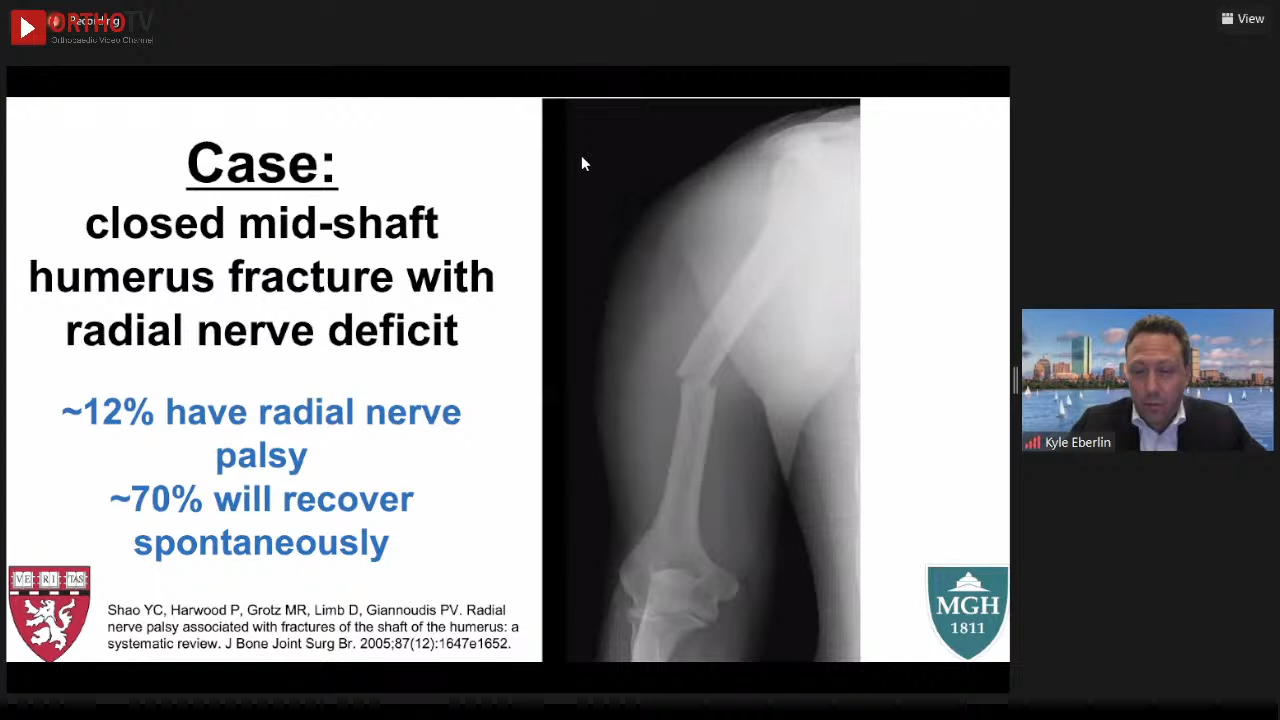 Recording
ORTHOTV
Orthopaedic Video Channel
View
Case:
closed mid-shaft
humerus fracture with
radial nerve deficit
~12% have radial nerve
palsy
~70% will recover
spontaneously
VE RI TAS
Shao YC, Harwood P, Grotz MR, Limb D, Giannoudis PV. Radial
nerve palsy associated with fractures of the shaft of the humerus: a
systematic review. J Bone Joint Surg Br. 2005;87(12):1647e1652.
MGH
1811
Kyle Eberlin